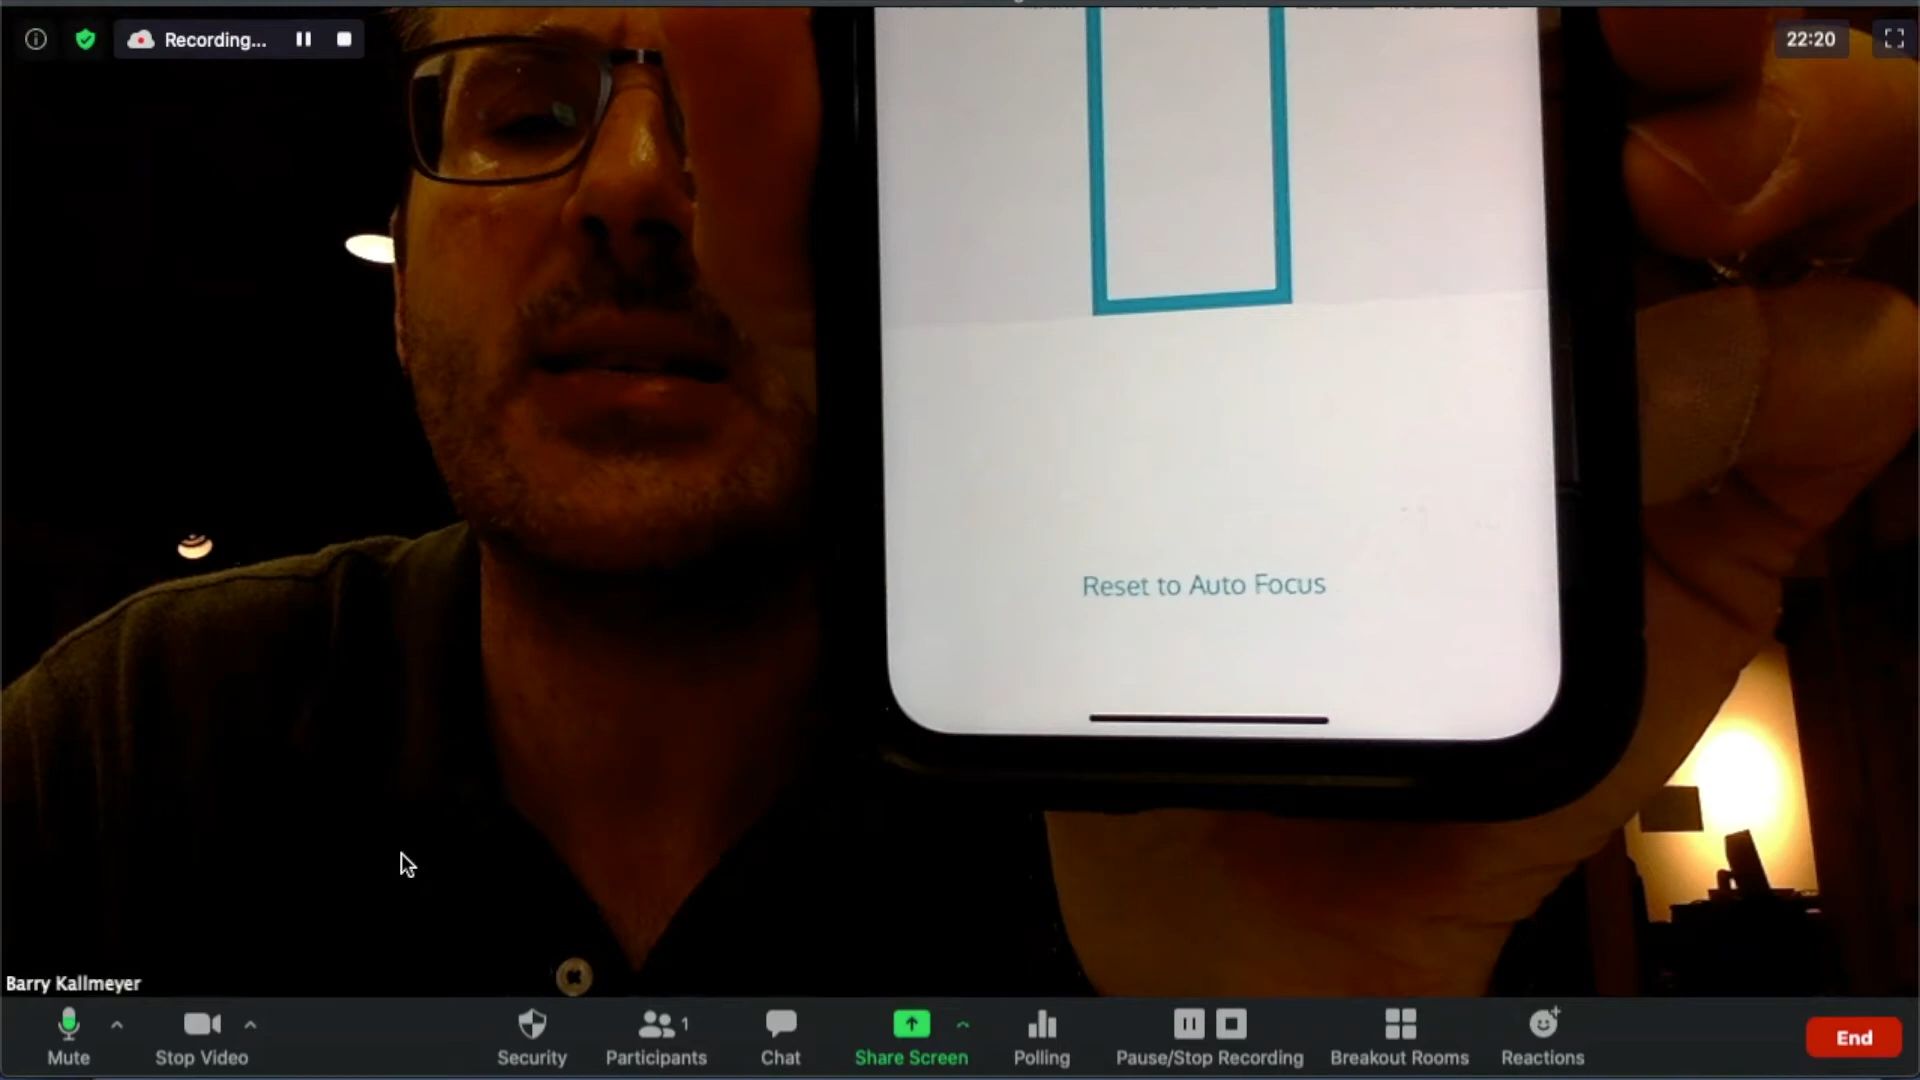 Recording...
22:20
Reset to Auto Focus
Barry Kallmeyer
1
Mute
Stop Video
Security
Participants
Chat
Share Screen
Polling
Pause/Stop Recording
Breakout Rooms
Reactions
End